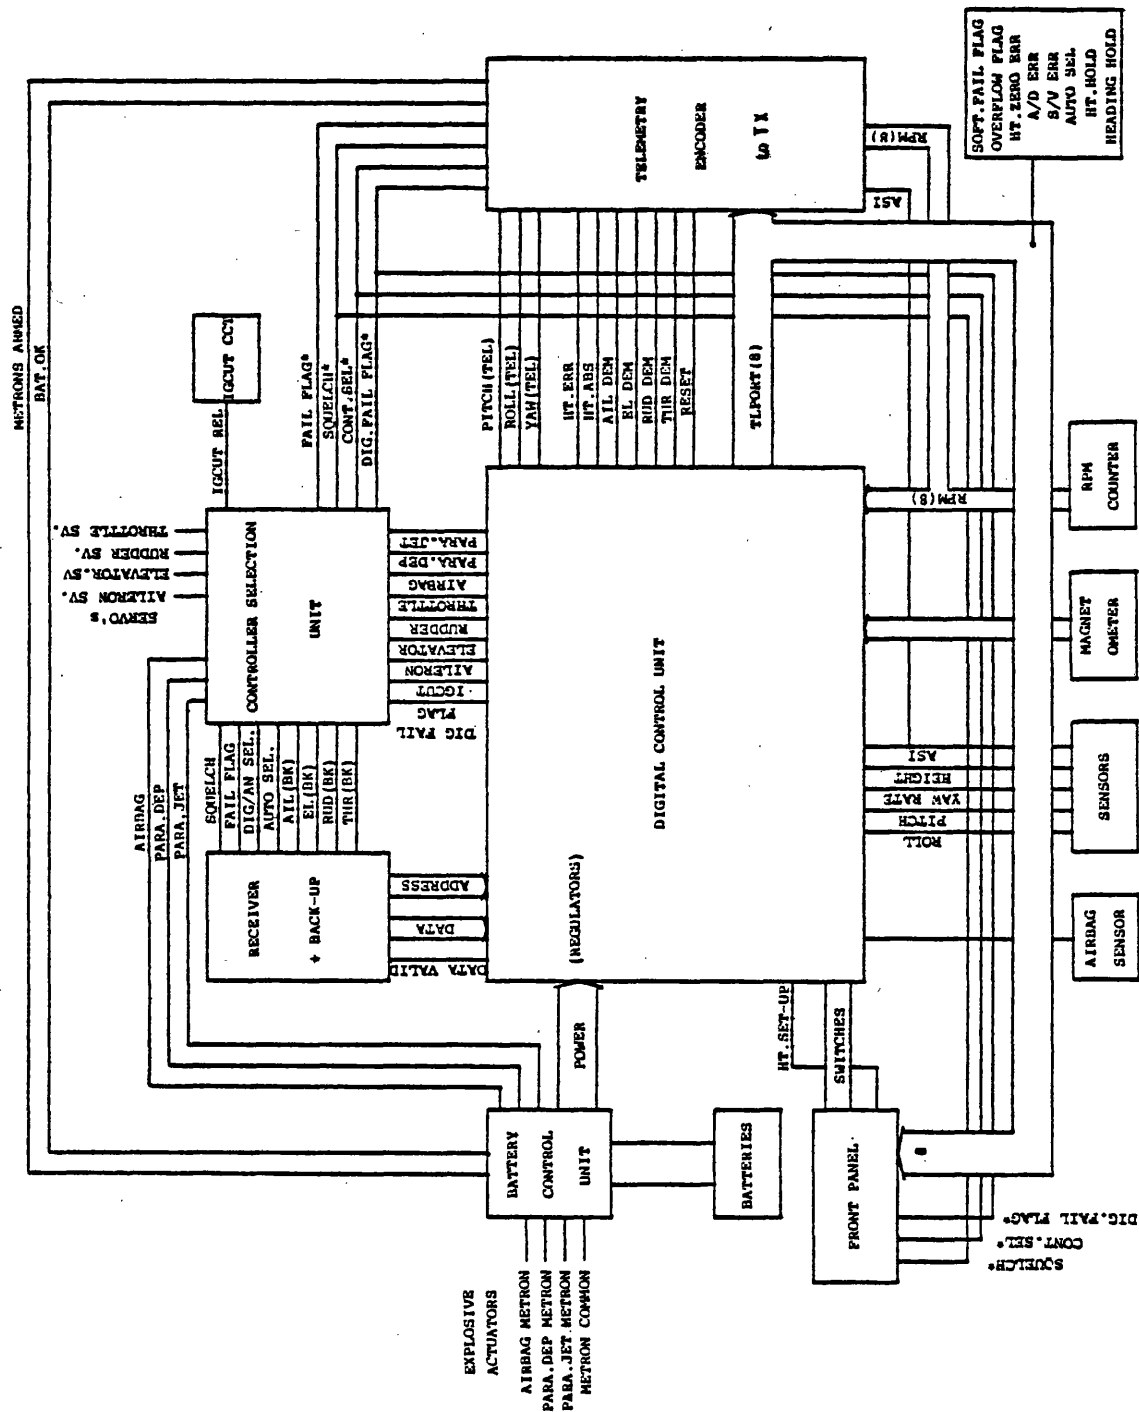 METRONS ARMED
BAT.OK
IGCUT CCT
IGCUT REL
THROTTLE SV.
RUDDER SV.
ELEVATOR.SV
AILERON SV.
SERVO's
FAIL FLAG*
SQUELCH*
CONT.SEL*
DIG.FAIL FLAG*
TELEMETRY
ENCODER
& TX
CONTROLLER SELECTION
UNIT
AIRBAG
PARA.DEP
PARA.JET
SQUELCH
FAIL FLAG
DIG/AN SEL.
AUTO SEL.
AIL(BK)
EL(BK)
RUD(BK)
THR(BK)
RECEIVER
+ BACK-UP
PARA.JET
PARA.DEP
AIRBAG
THROTTLE
RUDDER
ELEVATOR
AILERON
IGCUT
DIG FAIL
FLAG
ADDRESS
DATA
DATA VALID
PITCH(TEL)
ROLL(TEL)
YAW(TEL)
HT.ERR
HT.ABS
AIL DEM
EL DEM
RUD DEM
THR DEM
RESET
TLPORT(8)
RPM(8)
ASI
SOFT.FAIL FLAG
OVERFLOW FLAG
HT.ZERO ERR
A/D ERR
S/V ERR
AUTO SEL
HT.HOLD
HEADING HOLD
DIGITAL CONTROL UNIT
(REGULATORS)
POWER
BATTERY
CONTROL
UNIT
BATTERIES
EXPLOSIVE
ACTUATORS
AIRBAG METRON
PARA.DEP METRON
PARA.JET.METRON
METRON COMMON
HT.SET-UP
SWITCHES
FRONT PANEL
8
SQUELCH*
CONT.SEL*
DIG.FAIL FLAG*
RPM(8)
ASI
HEIGHT
YAW RATE
PITCH
ROLL
RPM
COUNTER
MAGNET
OMETER
SENSORS
AIRBAG
SENSOR